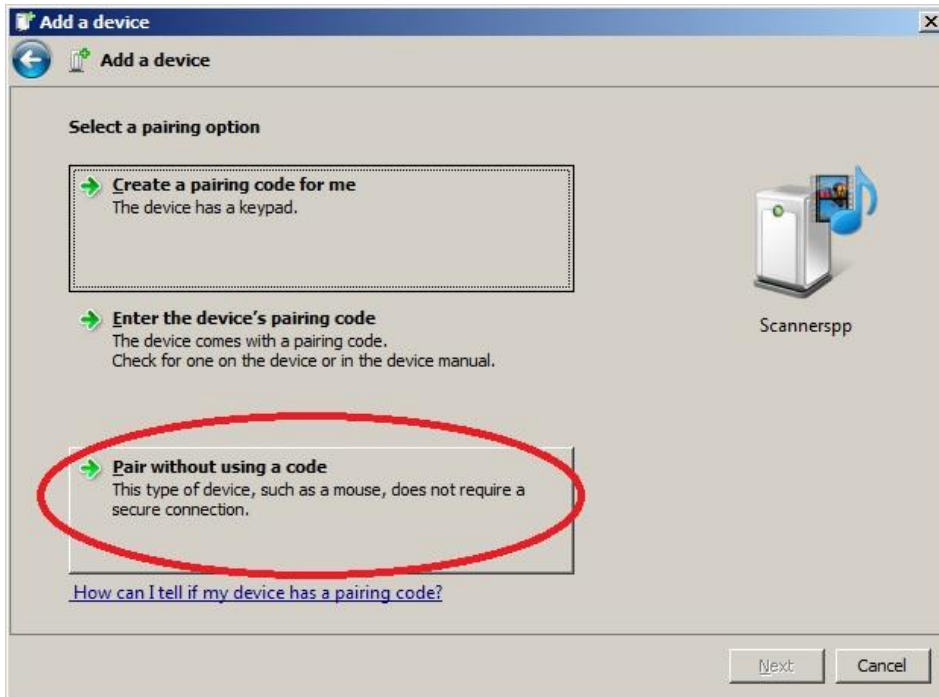 Add a device
Add a device
Select a pairing option
Create a pairing code for me
The device has a keypad.
Enter the device's pairing code
The device comes with a pairing code.
Check for one on the device or in the device manual.
Scannerspp
Pair without using a code
This type of device, such as a mouse, does not require a
secure connection.
How can I tell if my device has a pairing code?
Next
Cancel